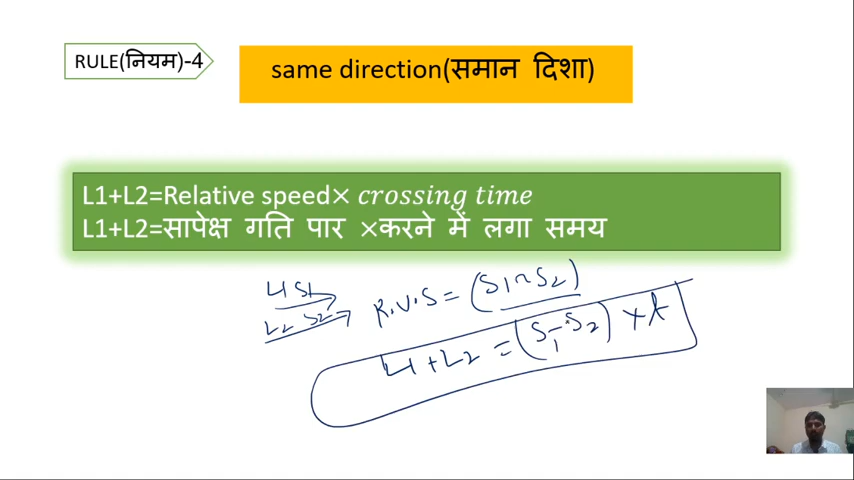 RULE(नियम)-4
same direction(समान दिशा)
L1+L2=Relative speed× crossing time
L1+L2=सापेक्ष गति पार ×करने में लगा समय
L1 S1
L2 S2
R.V.S = (S1~S2)
L1+L2 = (S1-S2) × t